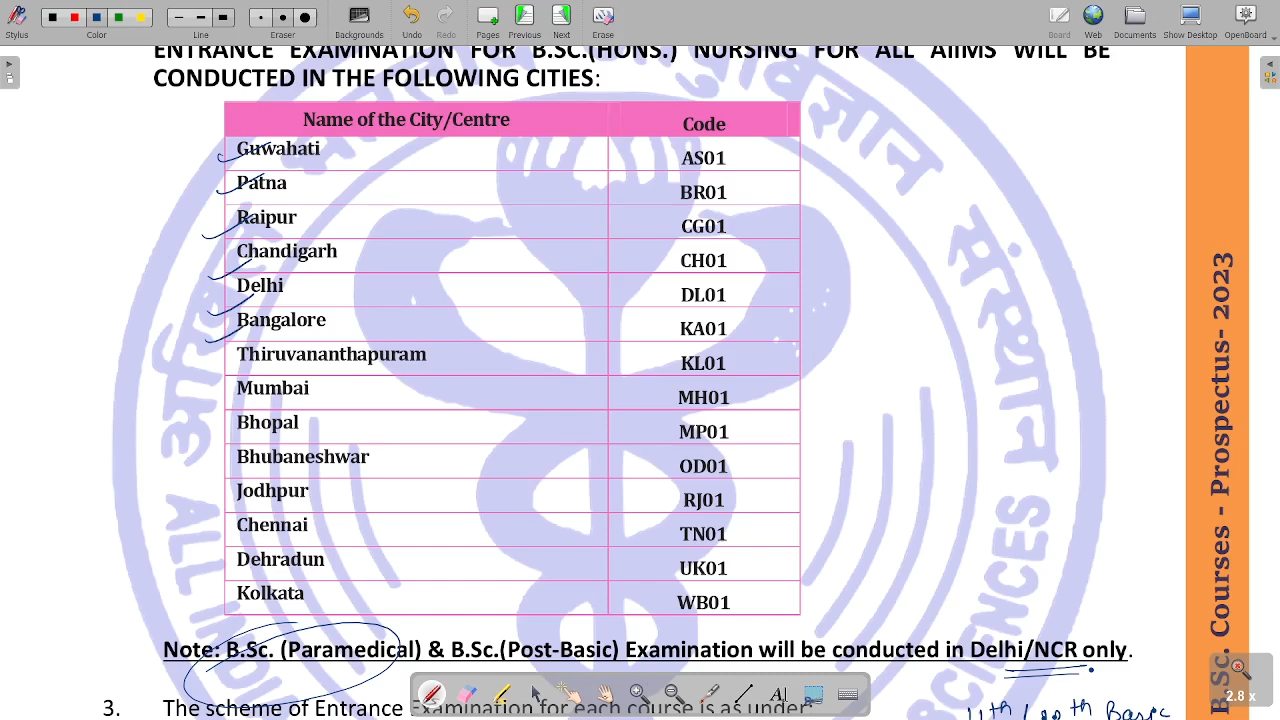 Stylus
Color
Line
Eraser
Backgrounds
Undo
Redo
Pages
Previous
Next
Erase
Board
Web
Documents
Show Desktop
OpenBoard
ENTRANCE EXAMINATION FOR B.SC.(HONS.) NURSING FOR ALL AIIMS WILL BE
CONDUCTED IN THE FOLLOWING CITIES:
Name of the City/Centre Code
Guwahati AS01
Patna BR01
Raipur CG01
Chandigarh CH01
Delhi DL01
Bangalore KA01
Thiruvananthapuram KL01
Mumbai MH01
Bhopal MP01
Bhubaneshwar OD01
Jodhpur RJ01
Chennai TN01
Dehradun UK01
Kolkata WB01
Note: B.Sc. (Paramedical) & B.Sc.(Post-Basic) Examination will be conducted in Delhi/NCR only.
3. The scheme of Entrance Examination for each course is as under:
B.Sc. Courses - Prospectus- 2023
2.8 x